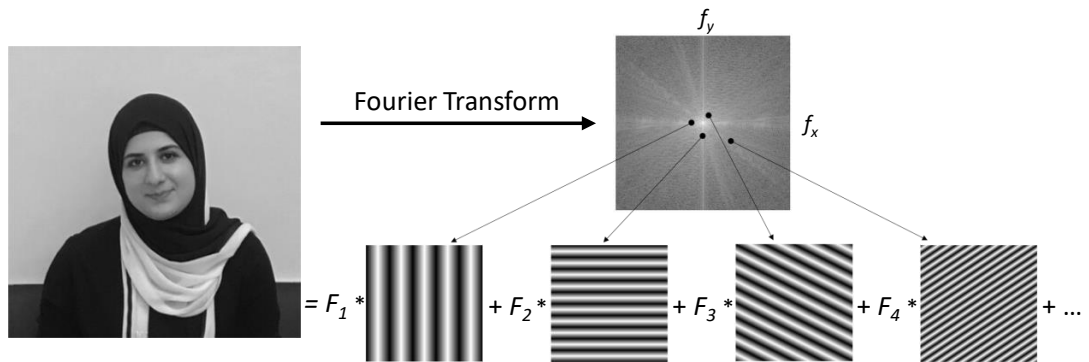 f_y
Fourier Transform
f_x
= F_1 * + F_2 * + F_3 * + F_4 * + ...